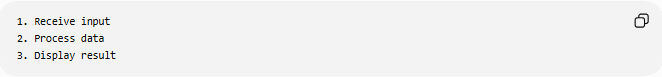 1. Receive input
2. Process data
3. Display result